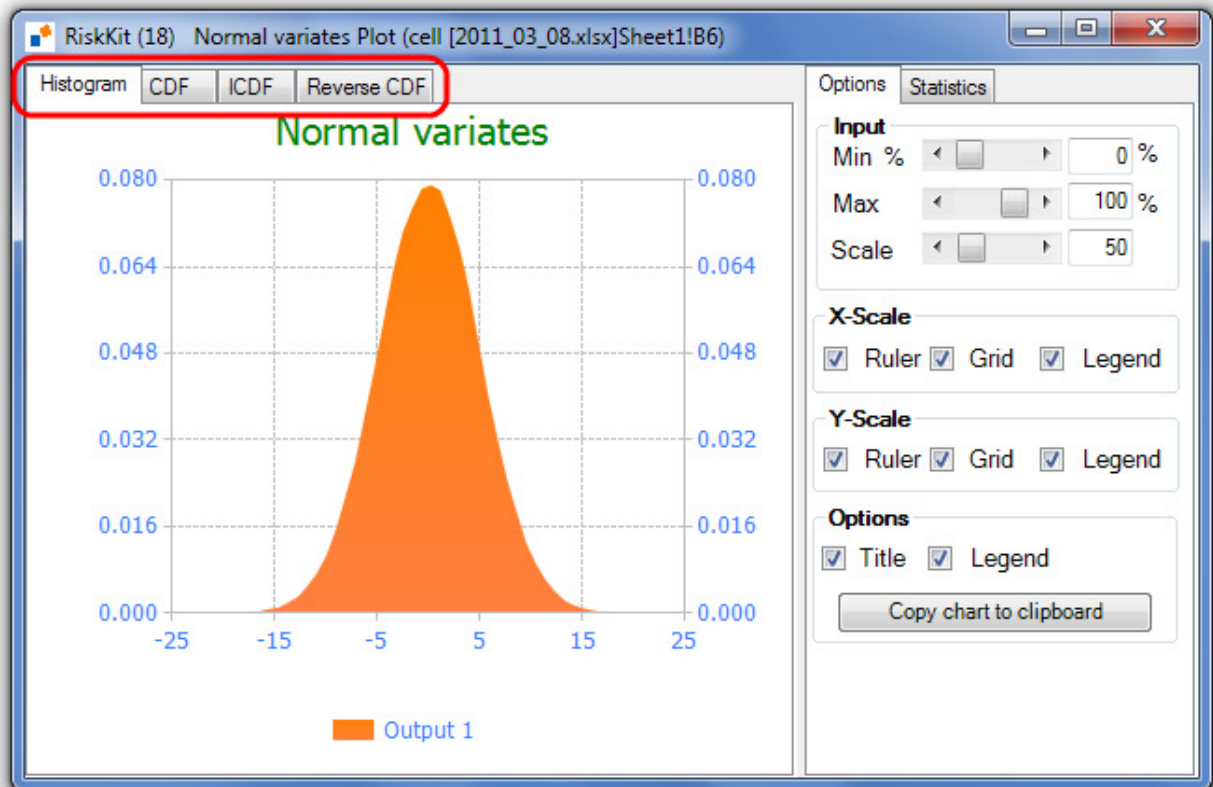 RiskKit (18) Normal variates Plot (cell [2011_03_08.xlsx]Sheet1!B6)
Histogram CDF ICDF Reverse CDF
Normal variates
0.080 0.080
0.064 0.064
0.048 0.048
0.032 0.032
0.016 0.016
0.000 0.000
-25 -15 -5 5 15 25
Output 1
Options Statistics
Input
Min % 0 %
Max 100 %
Scale 50
X-Scale
Ruler Grid Legend
Y-Scale
Ruler Grid Legend
Options
Title Legend
Copy chart to clipboard